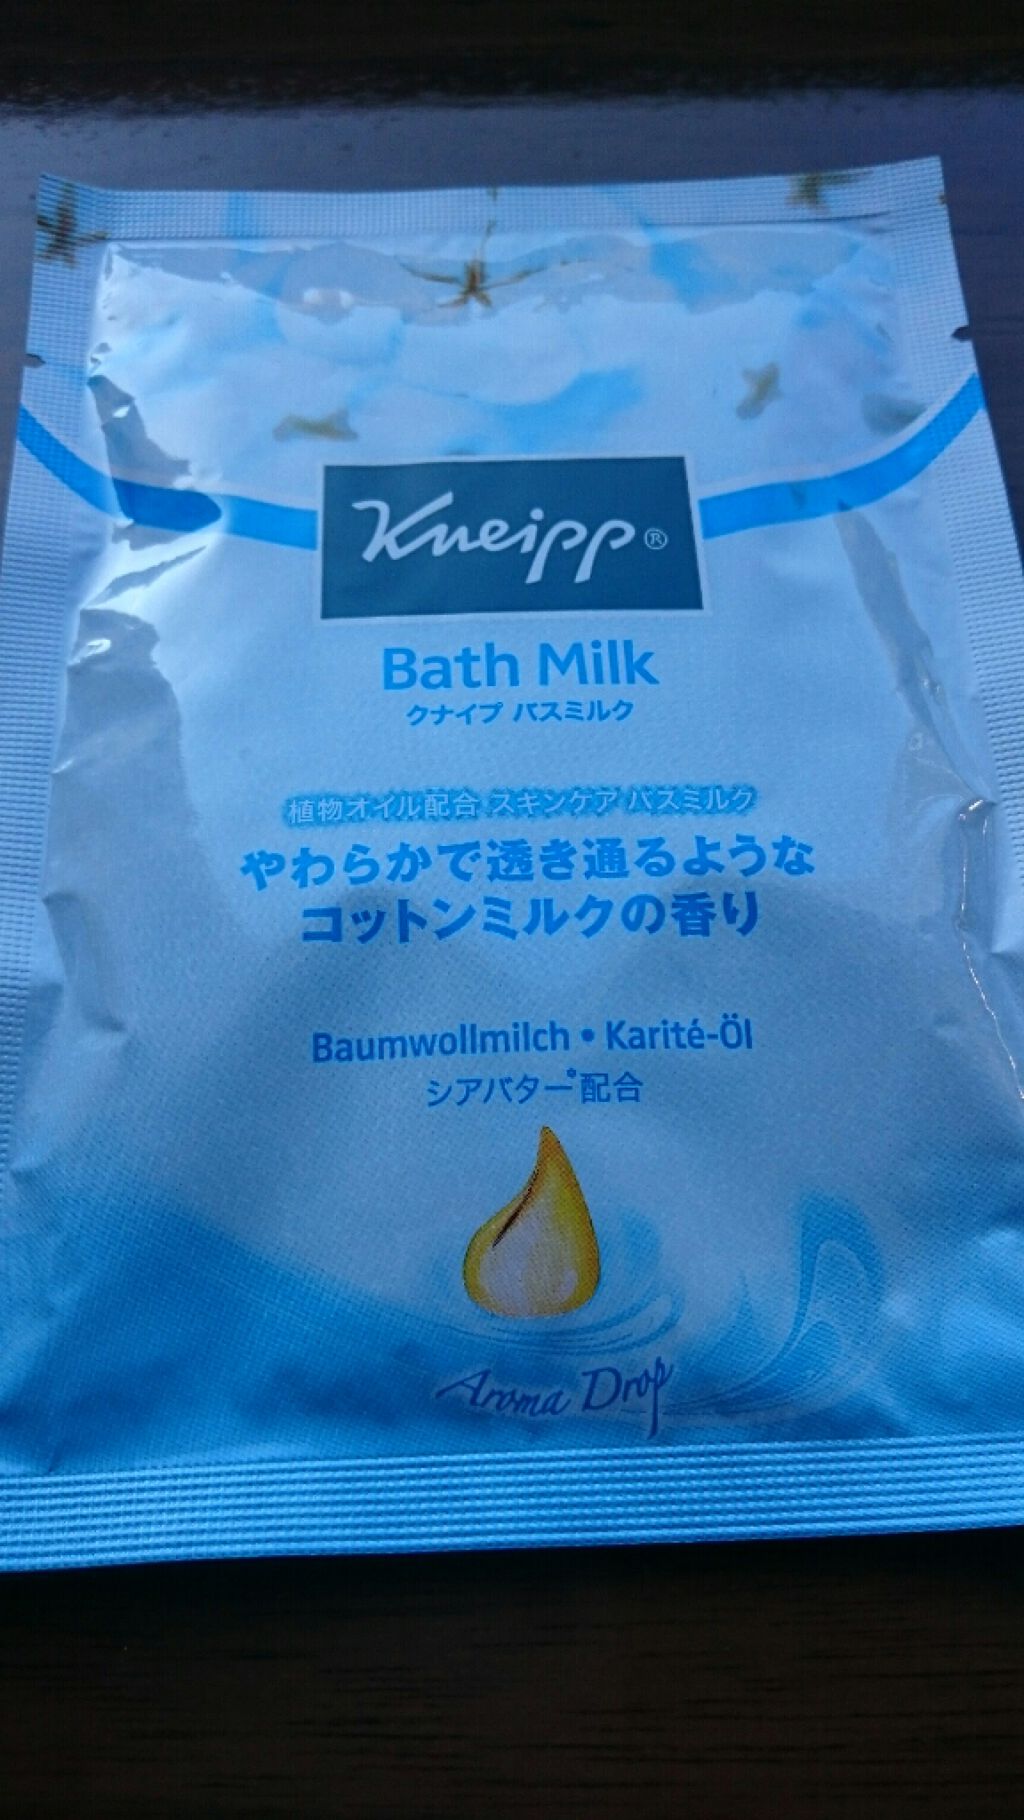 Kneipp®
Bath Milk
クナイプ バスミルク
植物オイル配合 スキンケア バスミルク
やわらかで透き通るような
コットンミルクの香り
Baumwollmilch • Karité-Öl
シアバター*配合
Aroma Drop